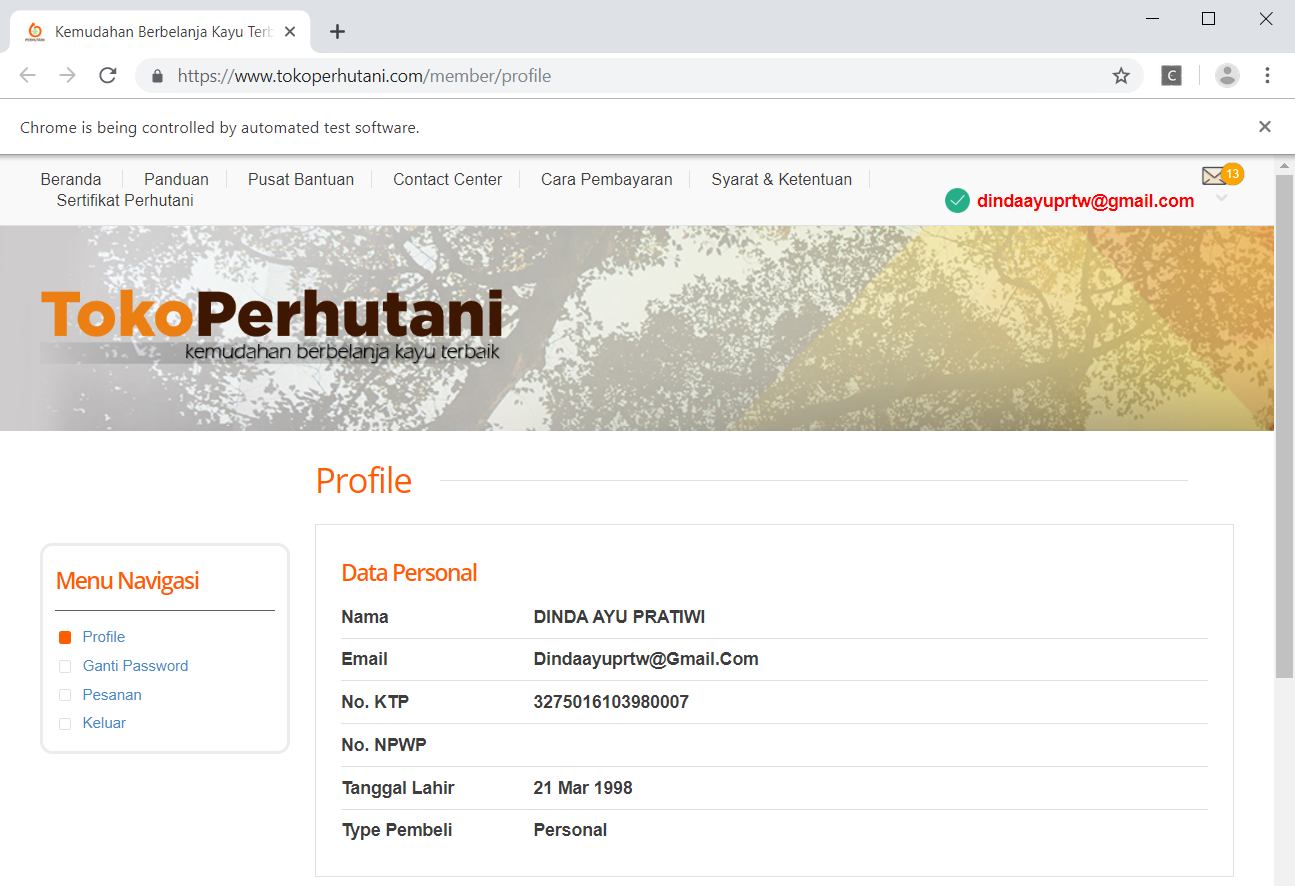 Kemudahan Berbelanja Kayu Terb
https://www.tokoperhutani.com/member/profile
C
Chrome is being controlled by automated test software.
Beranda Panduan Pusat Bantuan Contact Center Cara Pembayaran Syarat & Ketentuan
13
Sertifikat Perhutani
dindaayuprtw@gmail.com
TokoPerhutani
kemudahan berbelanja kayu terbaik
Profile
Menu Navigasi
Profile
Ganti Password
Pesanan
Keluar
Data Personal
Nama DINDA AYU PRATIWI
Email Dindaayuprtw@Gmail.Com
No. KTP 3275016103980007
No. NPWP
Tanggal Lahir 21 Mar 1998
Type Pembeli Personal